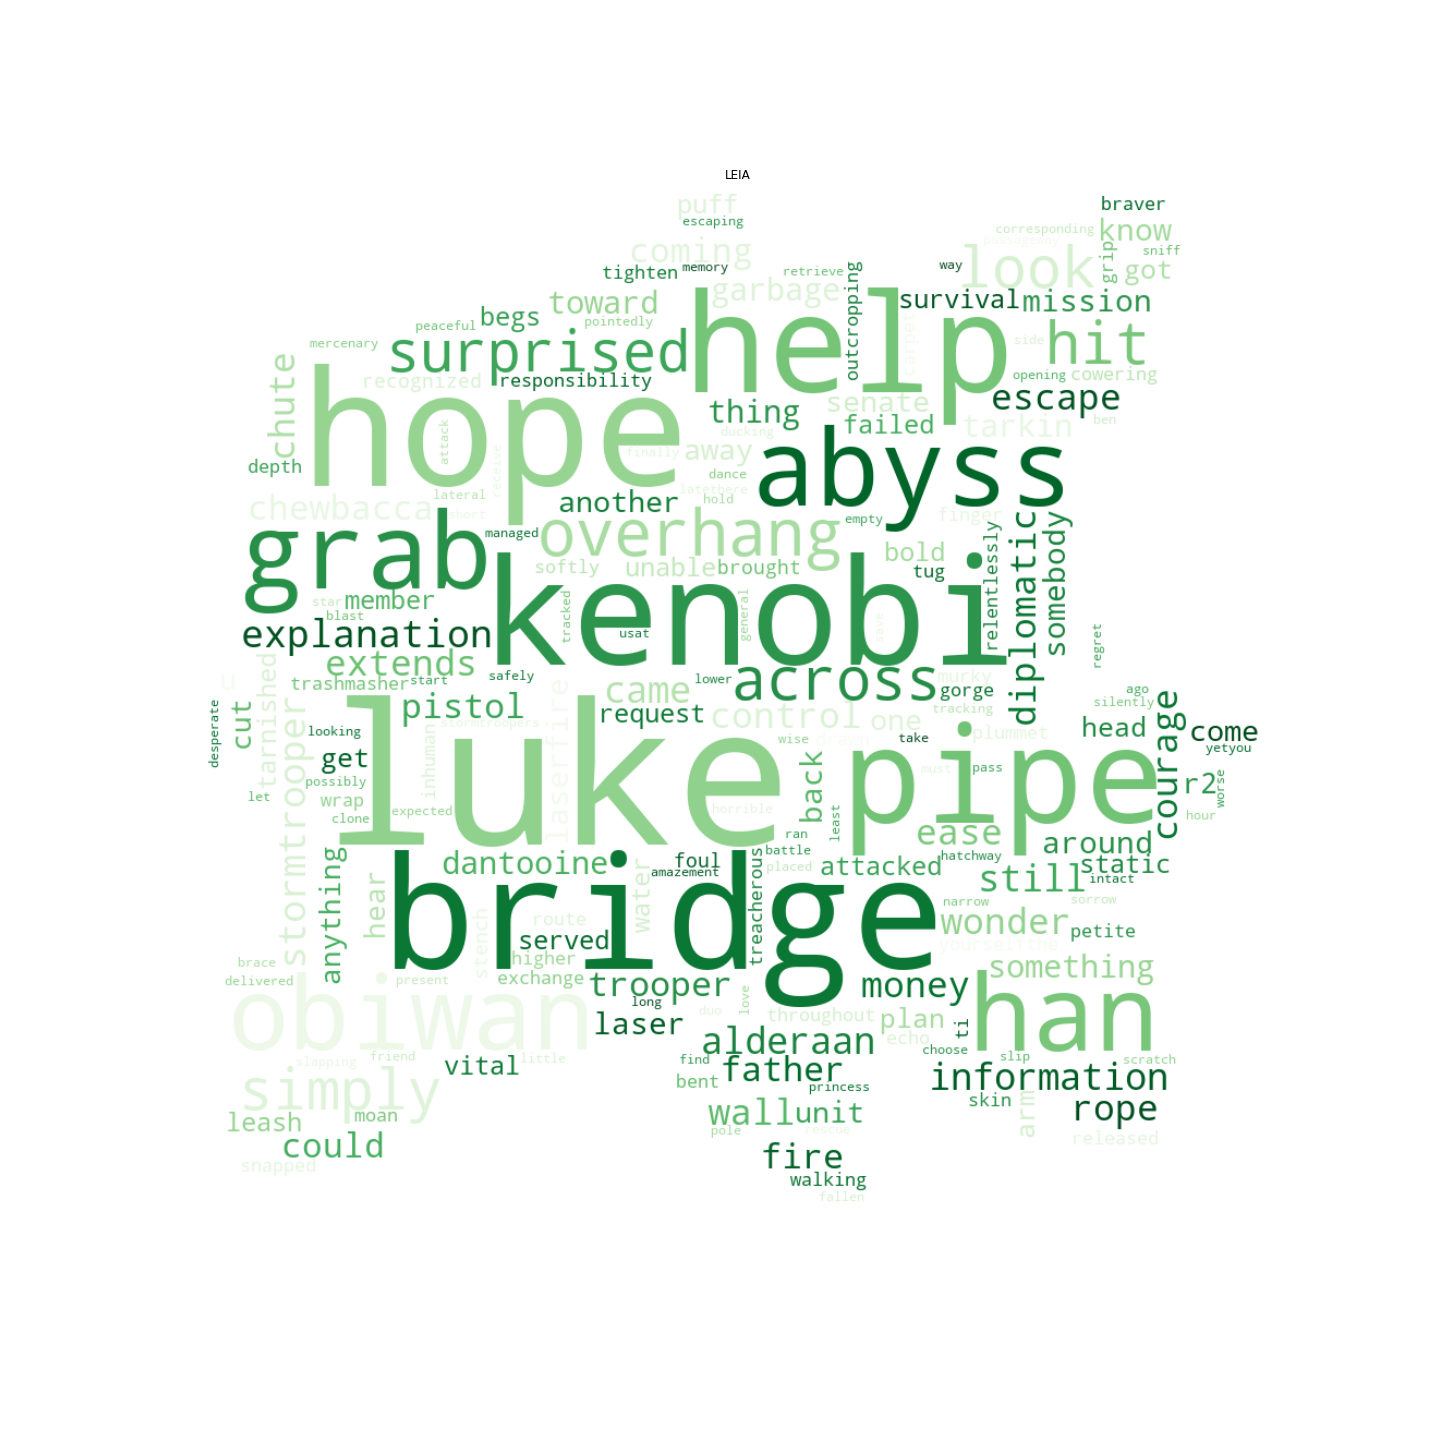 LEIA
puff
escaping
braver
corresponding
know
coming
passageway
sniff
tighten
memory
retrieve
way
look
grip
got
garbage
toward
survival
mission
begs
pointedly
peaceful
help
outcropping
hit
surprised
side
mercenary
carpet
chute
recognized
responsibility
opening
cowering
hope
escape
senate
thing
failed
tarkin
ben
attack
ducking
abyss
away
finally
depth
receive
dance
lateral
latethere
chewbacca
another
short
hold
finger
managed
overhang
empty
diplomatic
somebody
grab
relentlessly
bold
softly
unable
brought
tug
kenobi
member
star
tracked
general
blast
explanation
usat
save
regret
extends
safely
lower
across
murky
trashmasher
start
came
gorge
ago
u
tarnished
laserfire
silently
pistol
request
control
one
tracking
courage
cut
looking
stormtroopers
plummet
head
come
desperate
stormtrooper
inhuman
luke
wise
drawn
take
yetyou
get
pipe
possibly
back
must
pass
r2
worse
let
wrap
expected
horrible
clone
least
hour
ran
ease
around
anything
dantooine
foul
battle
hatchway
static
amazement
treacherous
placed
attacked
still
intact
hear
water
bridge
narrow
sorrow
route
wonder
petite
stench
served
yourselfthe
higher
something
brace
delivered
present
exchange
trooper
money
han
long
love
obiwan
laser
duo
throughout
plan
ti
alderaan
echo
choose
slapping
friend
little
find
slip
scratch
vital
father
information
simply
bent
princess
skin
rope
leash
moan
wall
unit
arm
pole
rescue
could
released
fire
snapped
walking
fallen